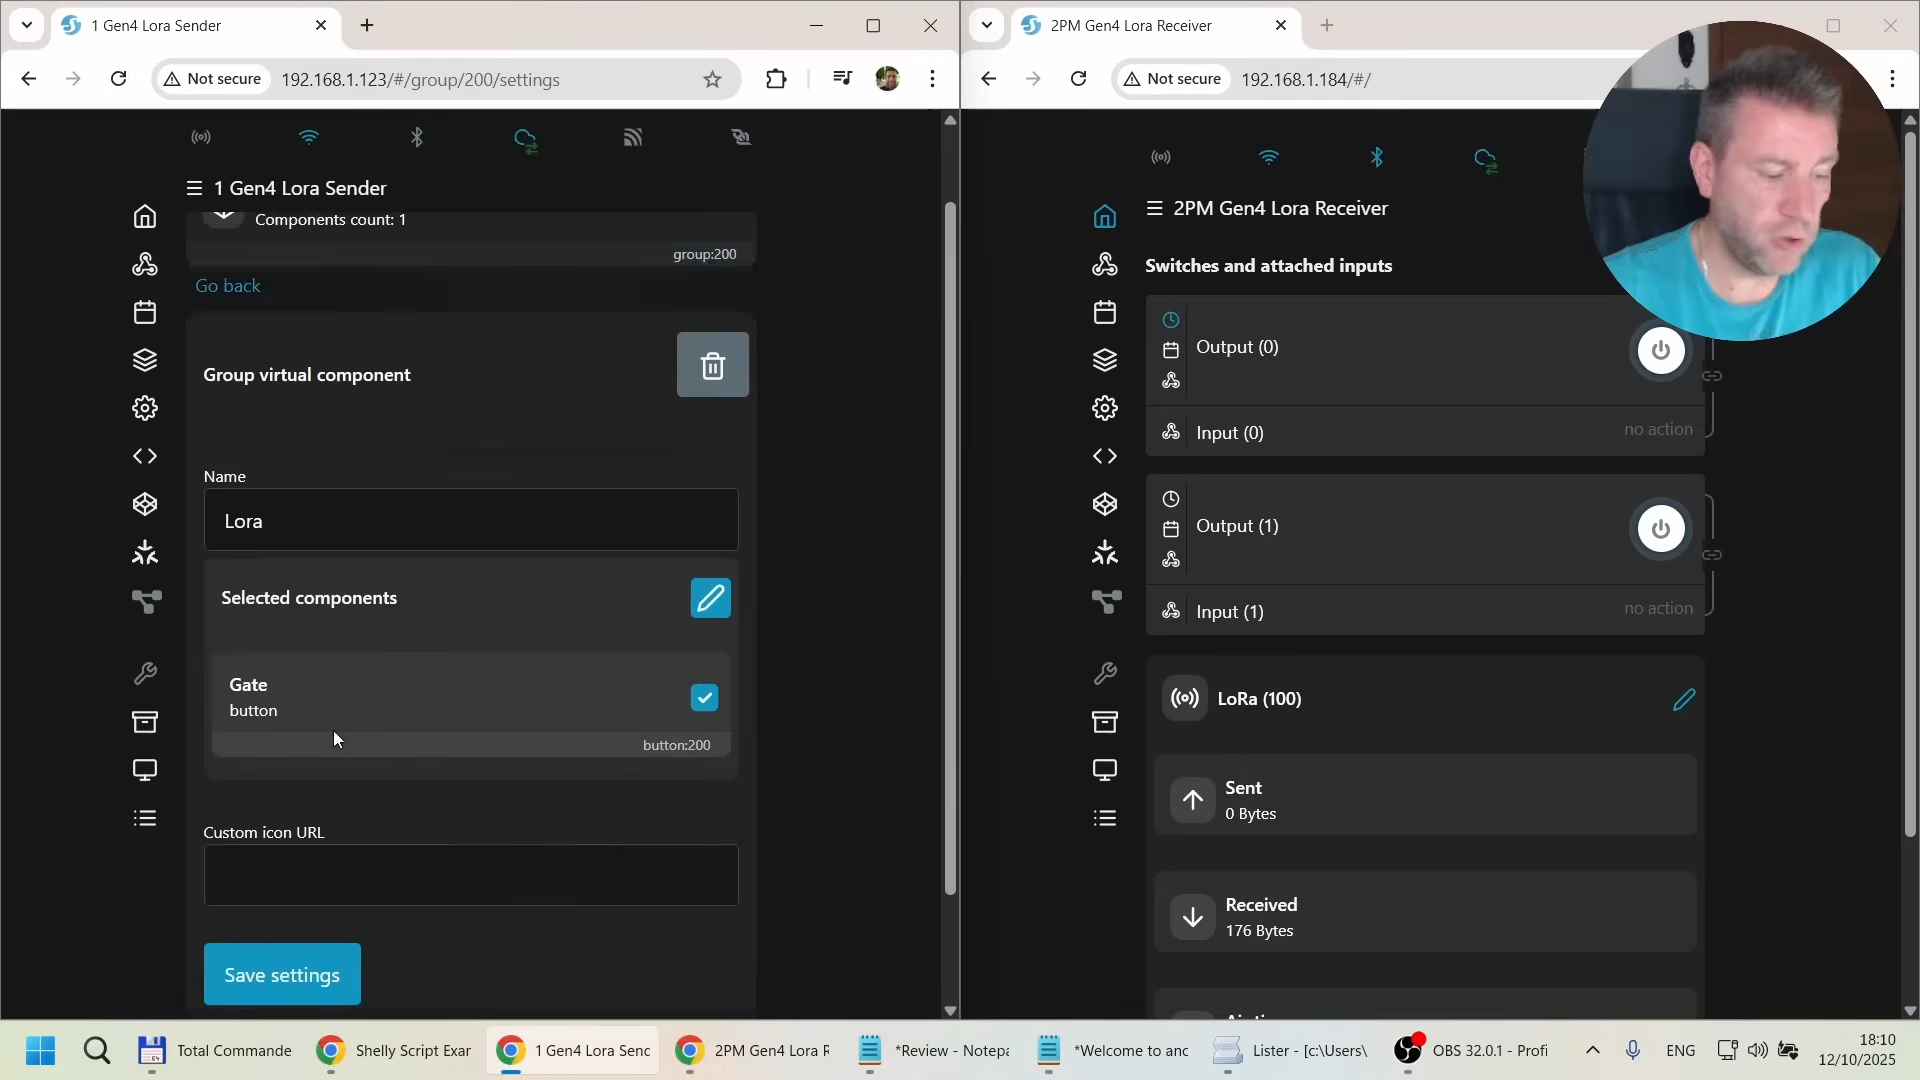 1 Gen4 Lora Sender
Not secure
192.168.1.123/#/group/200/settings
1 Gen4 Lora Sender
Components count: 1
group:200
Go back
Group virtual component
Name
Lora
Selected components
Gate
button
button:200
Custom icon URL
Save settings
2PM Gen4 Lora Receiver
Not secure
192.168.1.184/#/
2PM Gen4 Lora Receiver
Switches and attached inputs
Output (0)
Input (0)
no action
Output (1)
Input (1)
no action
LoRa (100)
Sent
0 Bytes
Received
176 Bytes
Total Commande
Shelly Script Exar
1 Gen4 Lora Senc
2PM Gen4 Lora R
*Review - Notepa
*Welcome to anc
Lister - [c:\Users\
OBS 32.0.1 - Profi
ENG
18:10
12/10/2025